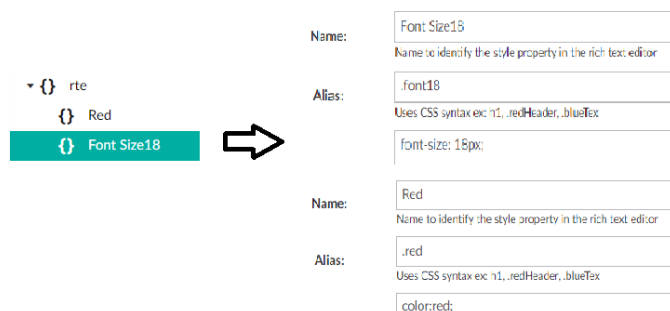 rte
Red
Font Size18
Name:
Font Size18
Name to identify the style property in the rich text editor
Alias:
.font18
Uses CSS syntax ex: h1, .redHeader, .blueTex
font-size: 18px;
Name:
Red
Name to identify the style property in the rich text editor
Alias:
.red
Uses CSS syntax ex: h1, .redHeader, .blueTex
color:red;